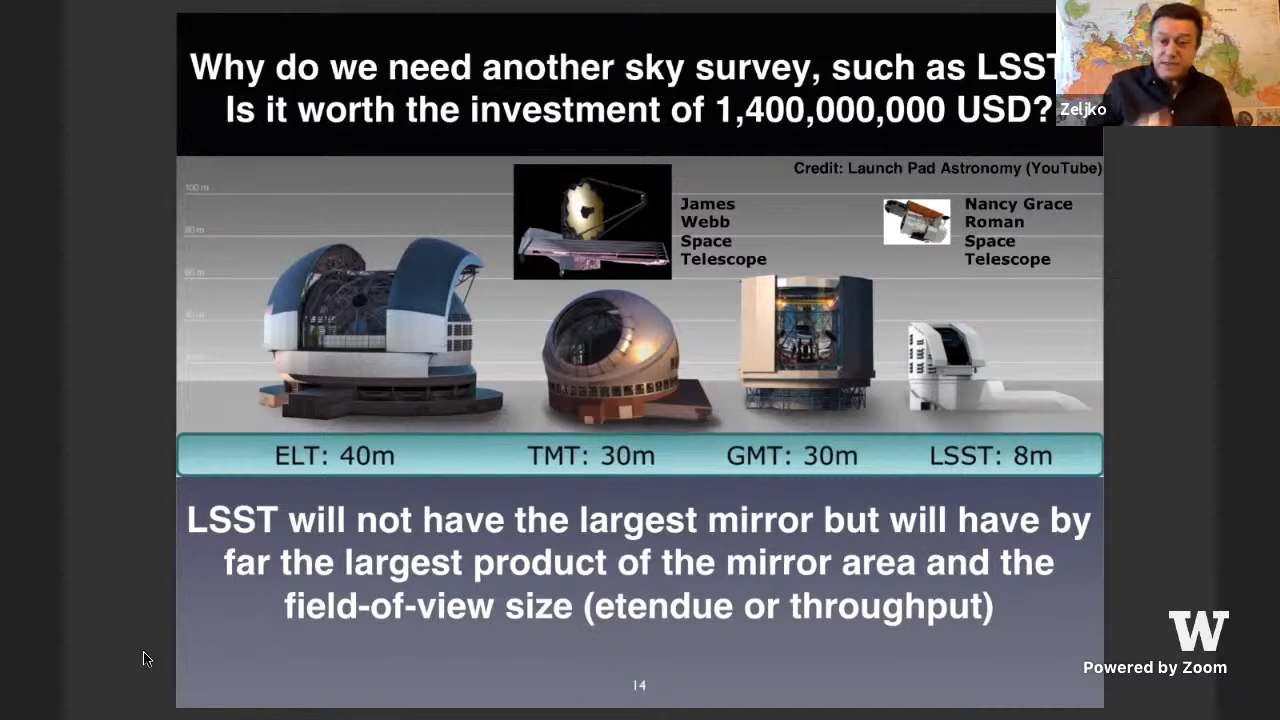 Why do we need another sky survey, such as LSST
Is it worth the investment of 1,400,000,000 USD?
Zeljko
Credit: Launch Pad Astronomy (YouTube)
100 m
80 m
60 m
40 m
James
Webb
Space
Telescope
Nancy Grace
Roman
Space
Telescope
ELT: 40m
TMT: 30m
GMT: 30m
LSST: 8m
LSST will not have the largest mirror but will have by
far the largest product of the mirror area and the
field-of-view size (etendue or throughput)
W
Powered by Zoom
14